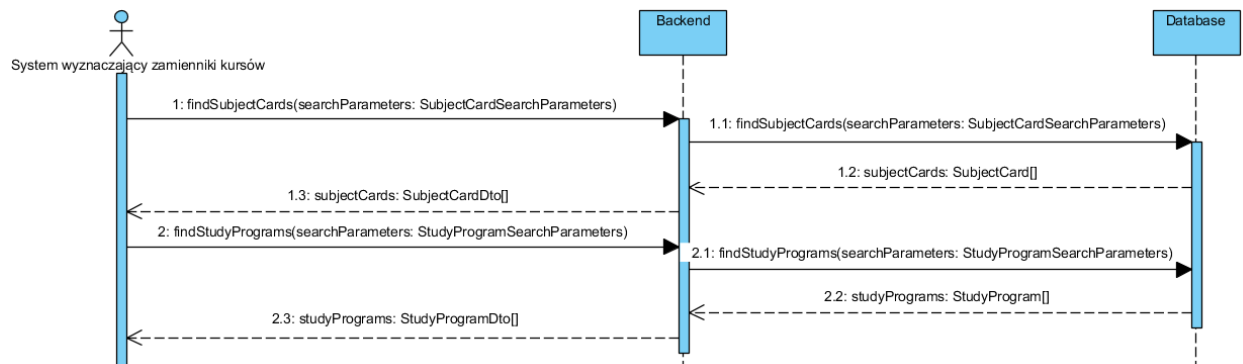 Backend
Database
System wyznaczający zamienniki kursów
1: findSubjectCards(searchParameters: SubjectCardSearchParameters)
1.1: findSubjectCards(searchParameters: SubjectCardSearchParameters)
1.2: subjectCards: SubjectCard[]
1.3: subjectCards: SubjectCardDto[]
2: findStudyPrograms(searchParameters: StudyProgramSearchParameters)
2.1: findStudyPrograms(searchParameters: StudyProgramSearchParameters)
2.2: studyPrograms: StudyProgram[]
2.3: studyPrograms: StudyProgramDto[]